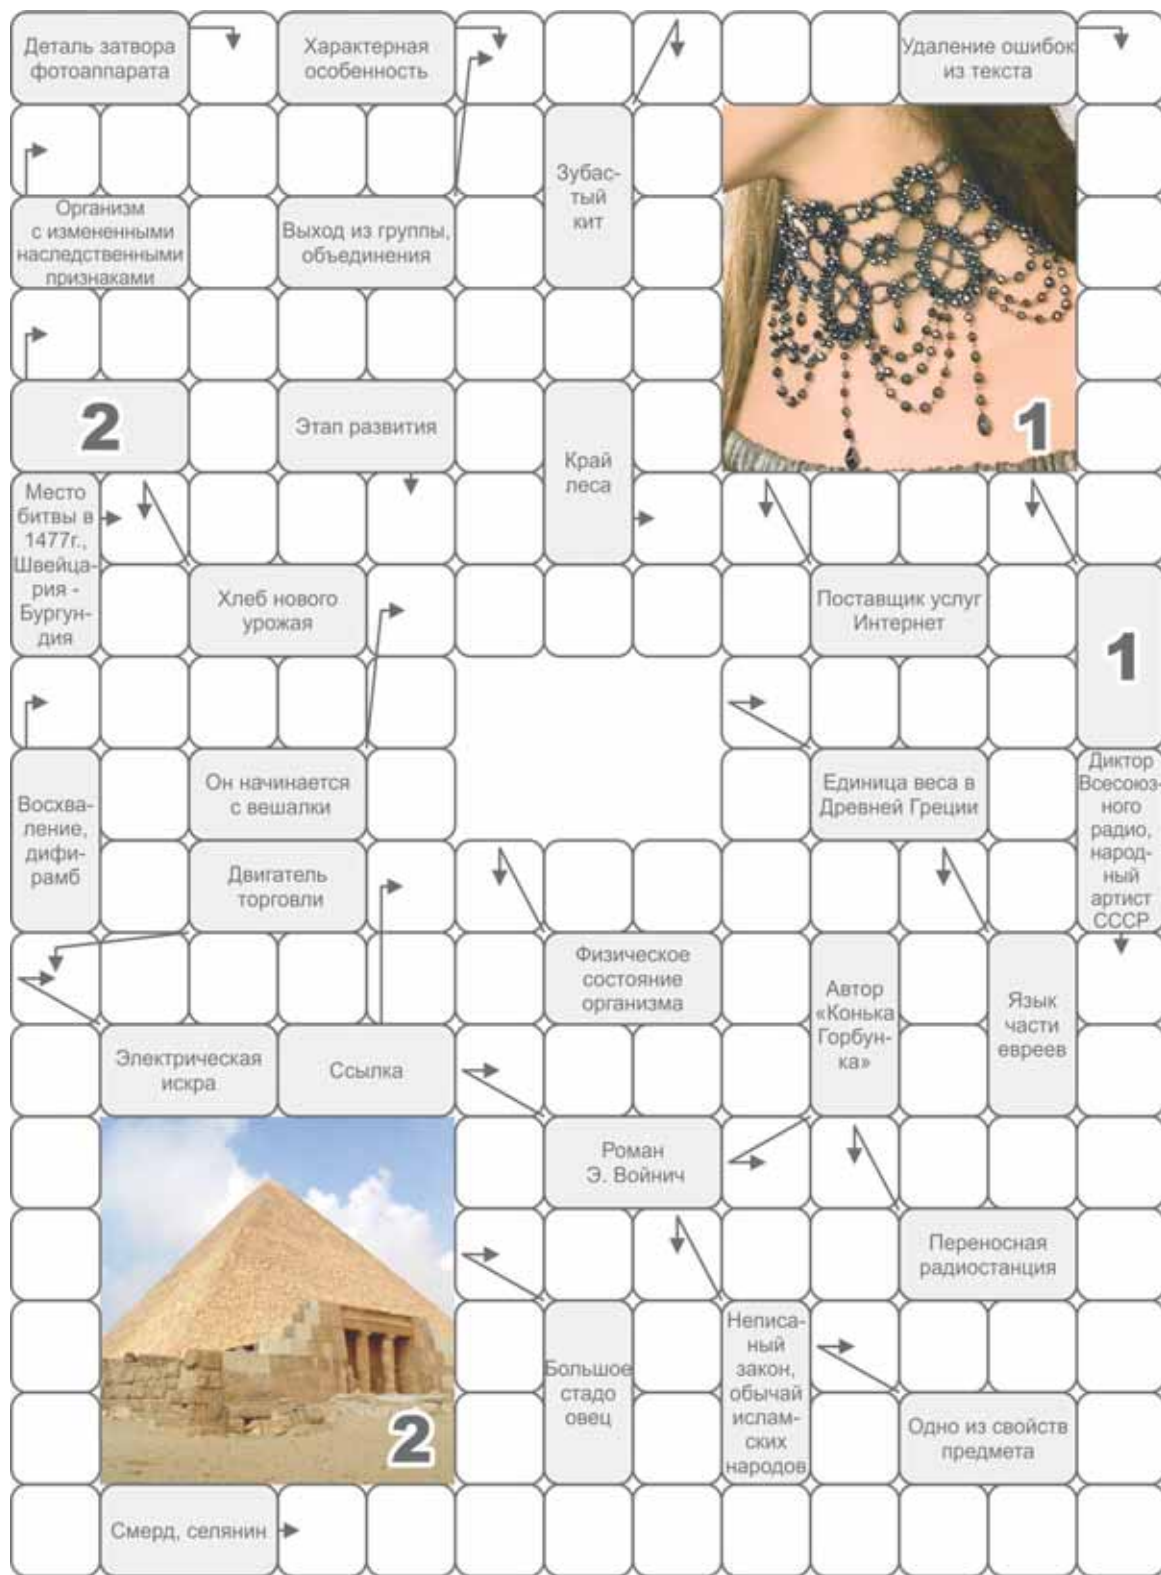 Деталь затвора
фотоаппарата
Характерная
особенность
Удаление ошибок
из текста
Зубас-
тый
кит
Организм
с измененными
наследственными
признаками
Выход из группы,
объединения
2
Этап развития
Край
леса
1
Место
битвы в
1477г.,
Швейца-
рия -
Бургун-
дия
Хлеб нового
урожая
Поставщик услуг
Интернет
1
Восхва-
ление,
дифи-
рамб
Он начинается
с вешалки
Единица веса в
Древней Греции
Диктор
Всесоюз-
ного
радио,
народ-
ный
артист
СССР
Двигатель
торговли
Физическое
состояние
организма
Автор
«Конька
Горбун-
ка»
Язык
части
евреев
Электрическая
искра
Ссылка
Роман
Э. Войнич
Переносная
радиостанция
2
Большое
стадо
овец
Неписа-
ный
закон,
обычай
ислам-
ских
народов
Одно из свойств
предмета
Смерд, селянин